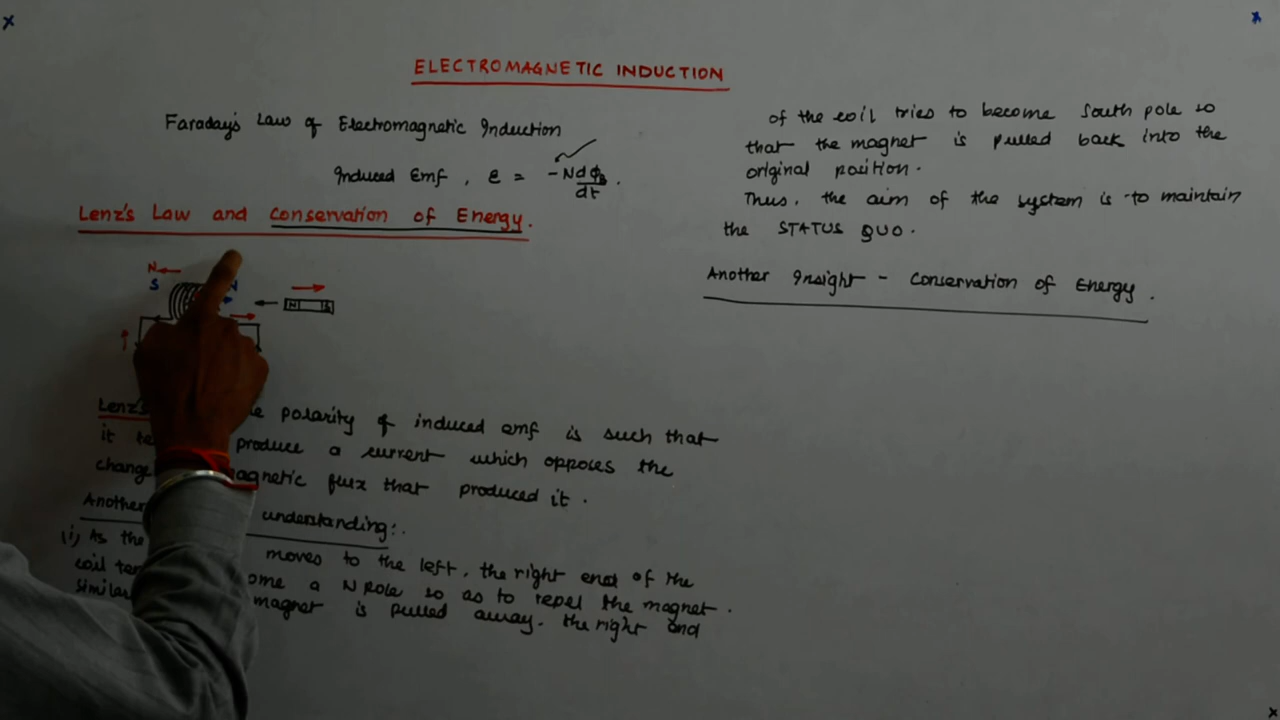 ELECTROMAGNETIC INDUCTION
Faraday's Law of Electromagnetic Induction
Induced Emf, e = -N dφB/dt.
Lenz's Law and Conservation of Energy.
N
S
N
N S
Lenz's
polarity of induced emf is such that
it produce a current which opposes the
change magnetic flux that produced it.
Another understanding:.
(i) As the moves to the left, the right end of the
coil a N Pole so as to repel the magnet.
magnet is pulled away. the right end
of the coil tries to become South pole so
that the magnet is pulled back into the
original position.
Thus, the aim of the system is to maintain
the STATUS QUO.
Another Insight - Conservation of Energy.